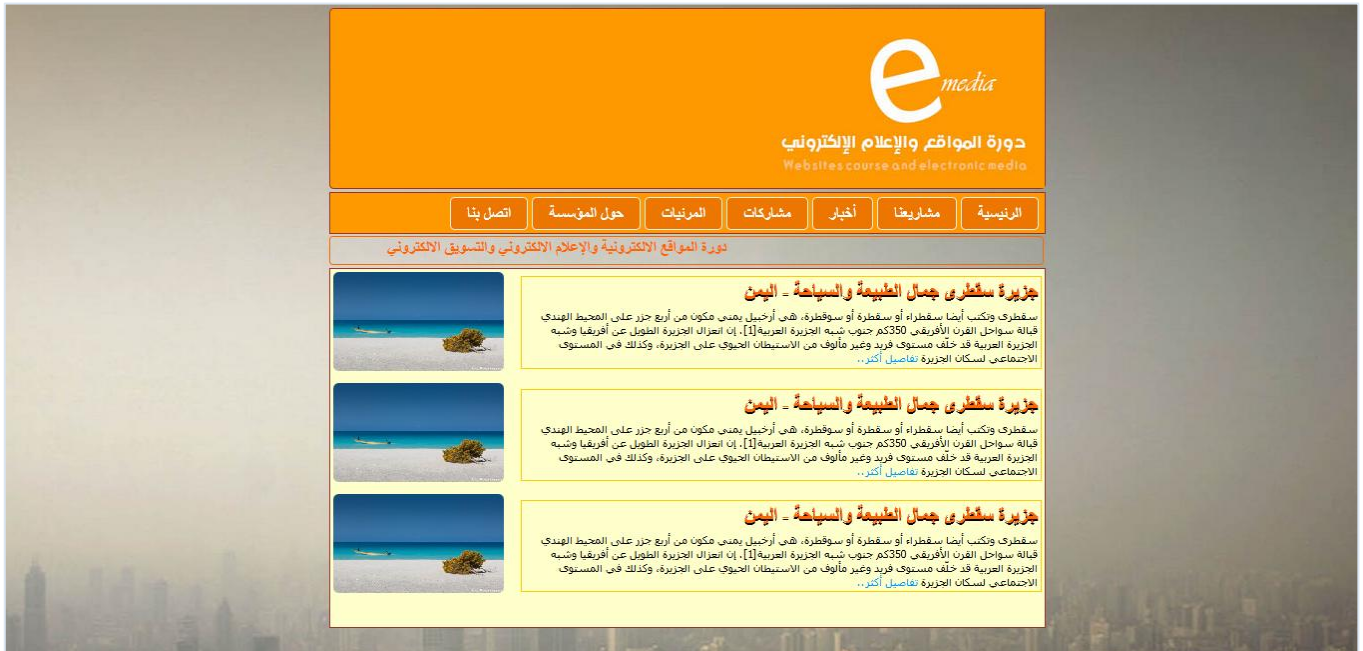 e media
دورة المواقع والإعلام الإلكتروني
Websites course and electronic media
الرئيسية مشاريعنا أخبار مشاركات المرئيات حول المؤسسة اتصل بنا
دورة المواقع الالكترونية والإعلام الالكتروني والتسويق الالكتروني
جزيرة سقطرى جمال الطبيعة والسياحة - اليمن
سقطرى وتكتب أيضا سقطراء أو سقطرة أو سوقطرة، هي أرخبيل يمني مكون من أربع جزر على المحيط الهندي
قبالة سواحل القرن الأفريقي 350كم جنوب شبه الجزيرة العربية[1]. إن انعزال الجزيرة الطويل عن أفريقيا وشبه
الجزيرة العربية قد خلّف مستوى فريد وغير مألوف من الاستيطان الحيوي على الجزيرة، وكذلك في المستوى
الاجتماعي لسكان الجزيرة تفاصيل أكثر..
جزيرة سقطرى جمال الطبيعة والسياحة - اليمن
سقطرى وتكتب أيضا سقطراء أو سقطرة أو سوقطرة، هي أرخبيل يمني مكون من أربع جزر على المحيط الهندي
قبالة سواحل القرن الأفريقي 350كم جنوب شبه الجزيرة العربية[1]. إن انعزال الجزيرة الطويل عن أفريقيا وشبه
الجزيرة العربية قد خلّف مستوى فريد وغير مألوف من الاستيطان الحيوي على الجزيرة، وكذلك في المستوى
الاجتماعي لسكان الجزيرة تفاصيل أكثر..
جزيرة سقطرى جمال الطبيعة والسياحة - اليمن
سقطرى وتكتب أيضا سقطراء أو سقطرة أو سوقطرة، هي أرخبيل يمني مكون من أربع جزر على المحيط الهندي
قبالة سواحل القرن الأفريقي 350كم جنوب شبه الجزيرة العربية[1]. إن انعزال الجزيرة الطويل عن أفريقيا وشبه
الجزيرة العربية قد خلّف مستوى فريد وغير مألوف من الاستيطان الحيوي على الجزيرة، وكذلك في المستوى
الاجتماعي لسكان الجزيرة تفاصيل أكثر..